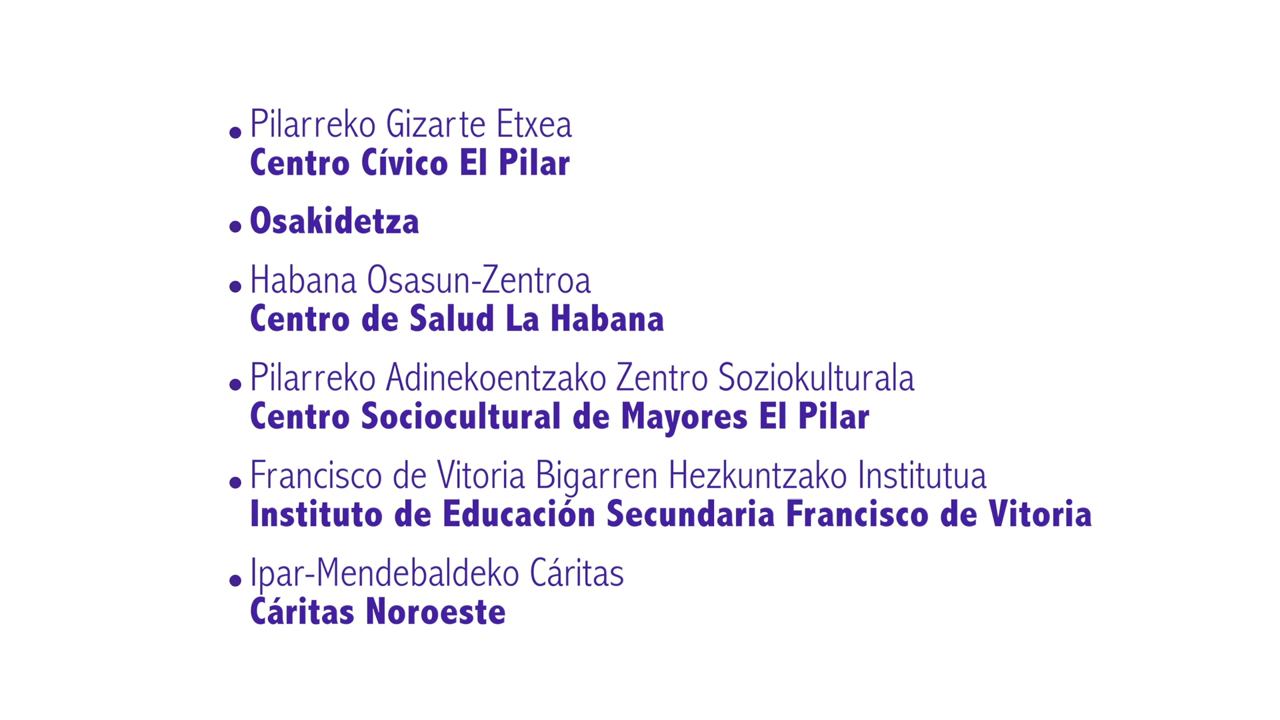 • Pilarreko Gizarte Etxea
Centro Cívico El Pilar
• Osakidetza
• Habana Osasun-Zentroa
Centro de Salud La Habana
• Pilarreko Adinekoentzako Zentro Soziokulturala
Centro Sociocultural de Mayores El Pilar
• Francisco de Vitoria Bigarren Hezkuntzako Institutua
Instituto de Educación Secundaria Francisco de Vitoria
• Ipar-Mendebaldeko Cáritas
Cáritas Noroeste